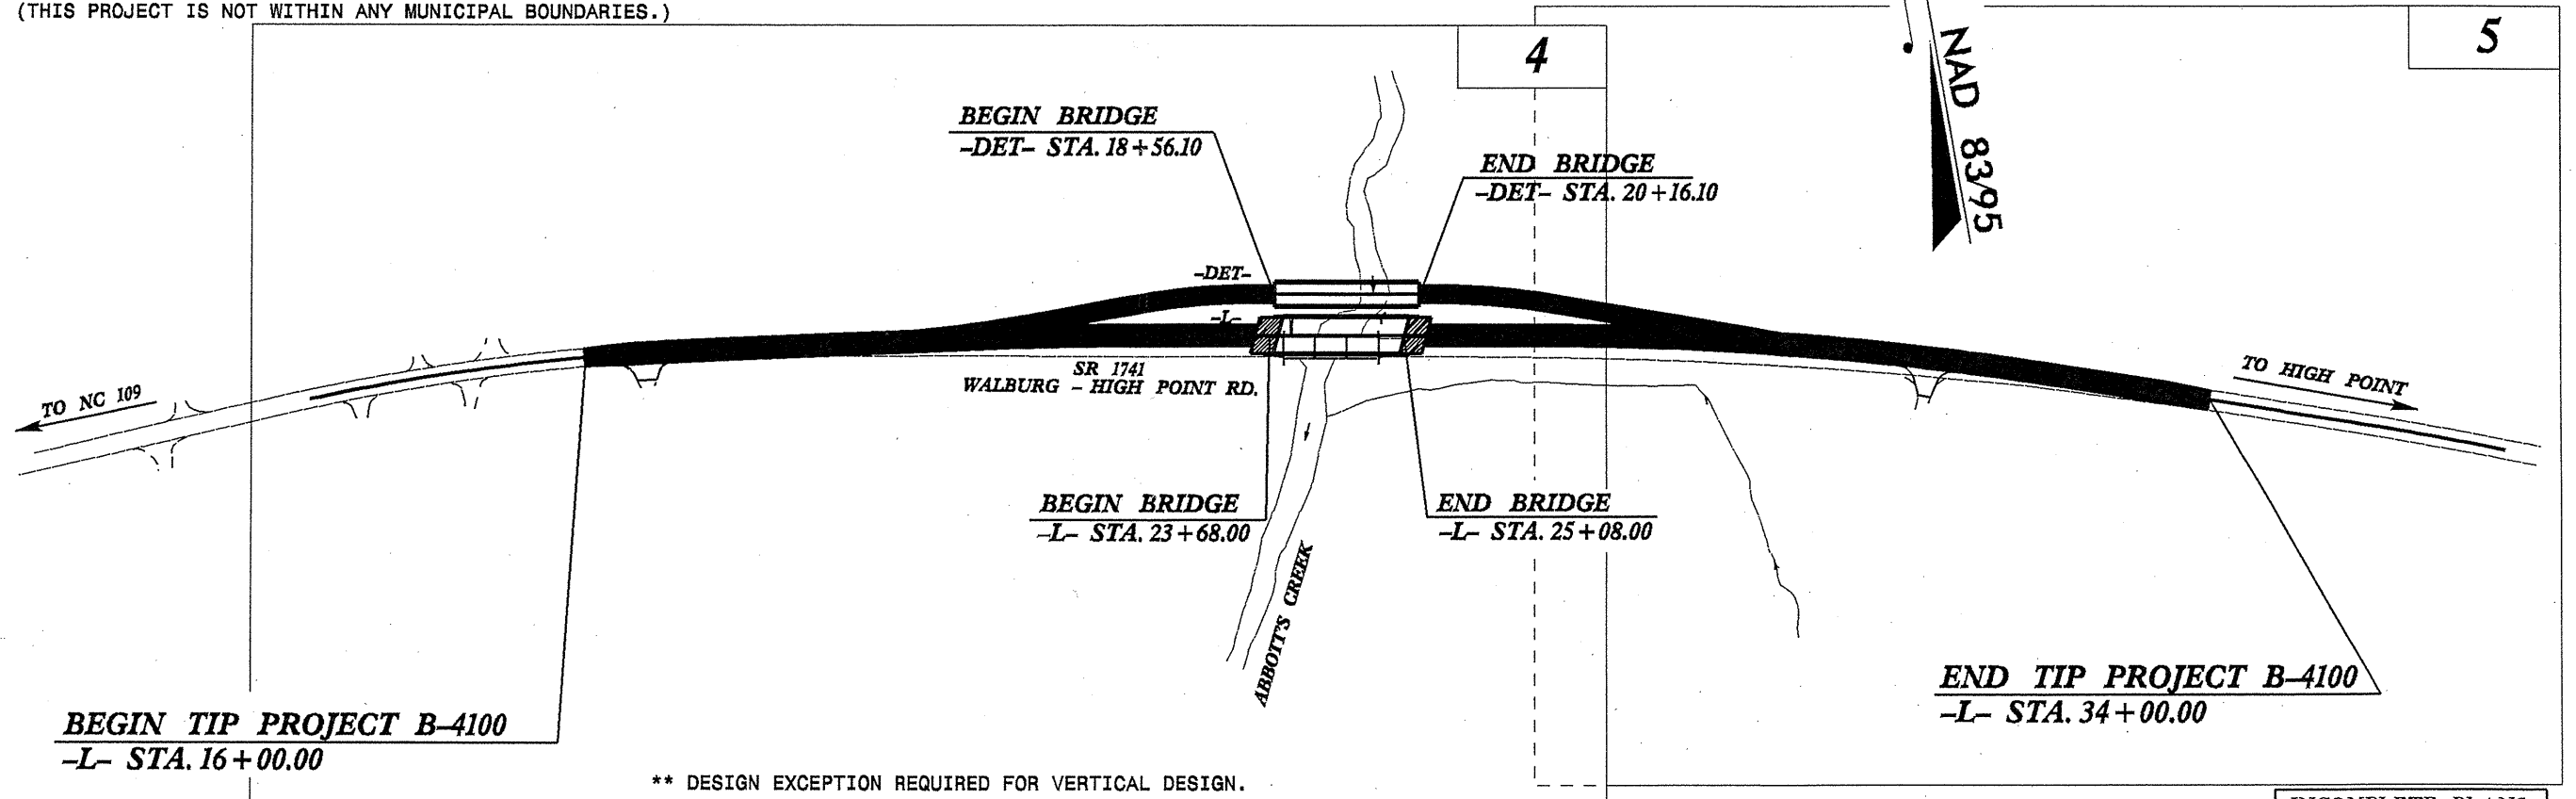 (THIS PROJECT IS NOT WITHIN ANY MUNICIPAL BOUNDARIES.)
4
5
NAD 83/95
BEGIN BRIDGE
-DET- STA. 18+56.10
END BRIDGE
-DET- STA. 20+16.10
-DET-
-L-
SR 1741
WALBURG - HIGH POINT RD.
TO NC 109
TO HIGH POINT
BEGIN BRIDGE
-L- STA. 23+68.00
END BRIDGE
-L- STA. 25+08.00
ABBOTT'S CREEK
BEGIN TIP PROJECT B-4100
-L- STA. 16+00.00
END TIP PROJECT B-4100
-L- STA. 34+00.00
** DESIGN EXCEPTION REQUIRED FOR VERTICAL DESIGN.